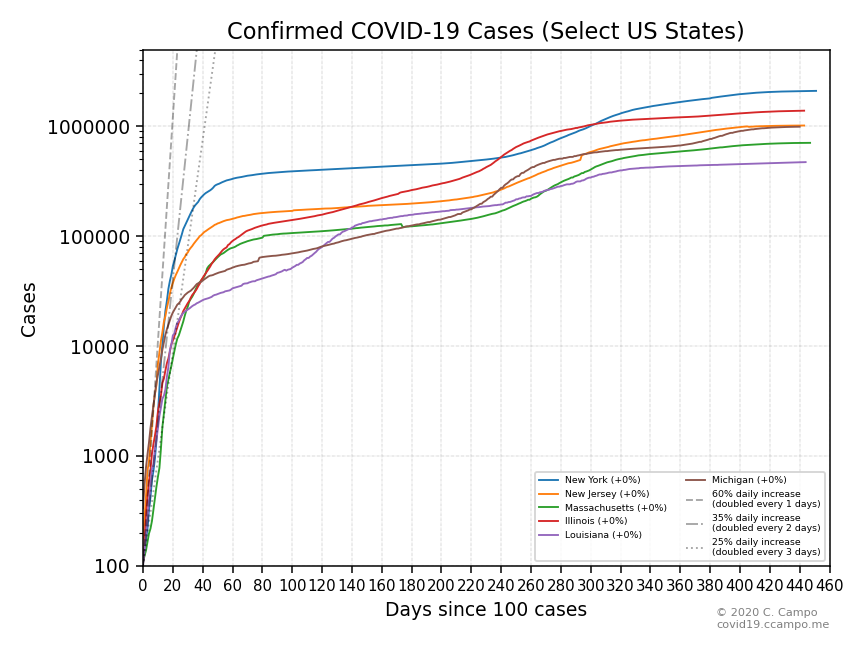 Confirmed COVID-19 Cases (Select US States)
Cases
1000000
100000
10000
1000
100
0 20 40 60 80 100 120 140 160 180 200 220 240 260 280 300 320 340 360 380 400 420 440 460
Days since 100 cases
New York (+0%)
New Jersey (+0%)
Massachusetts (+0%)
Illinois (+0%)
Louisiana (+0%)
Michigan (+0%)
60% daily increase
(doubled every 1 days)
35% daily increase
(doubled every 2 days)
25% daily increase
(doubled every 3 days)
© 2020 C. Campo
covid19.ccampo.me